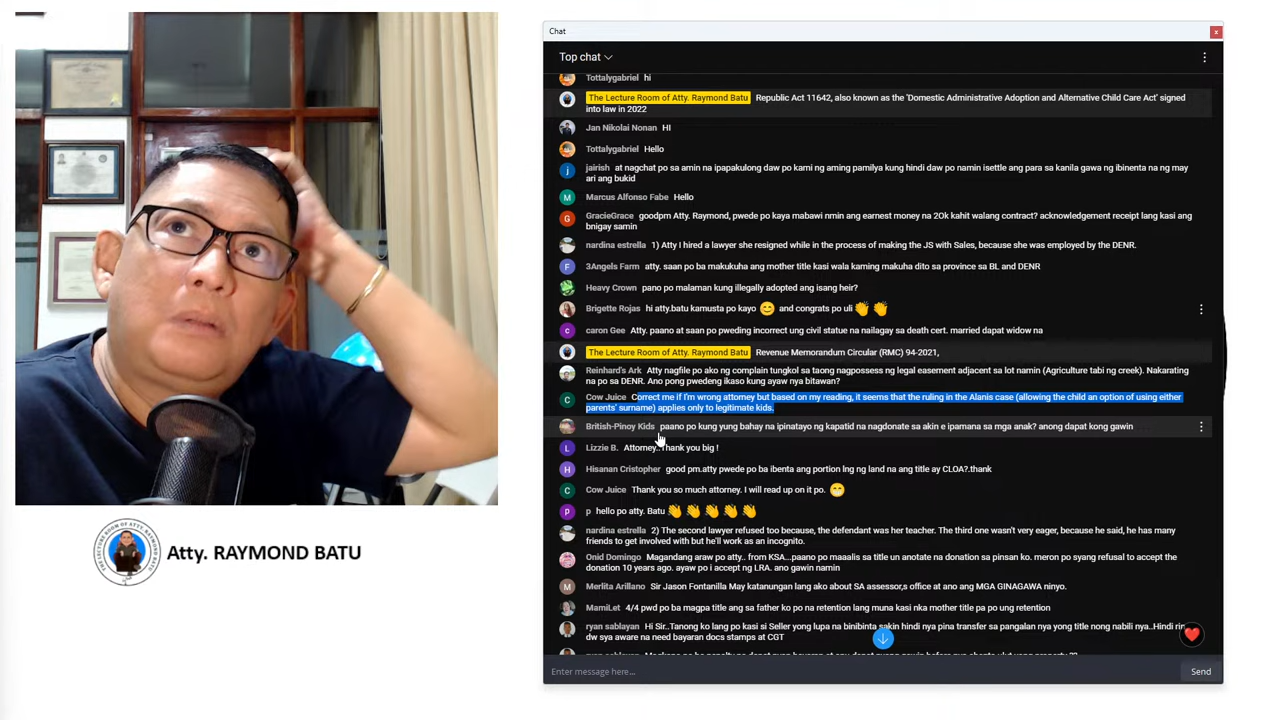 Chat
x
Top chat
Tottalygabriel hi
The Lecture Room of Atty. Raymond Batu Republic Act 11642, also known as the 'Domestic Administrative Adoption and Alternative Child Care Act' signed
into law in 2022
Jan Nikolai Nonan HI
Tottalygabriel Hello
j jairish at nagchat po sa amin na ipapakulong daw po kami ng aming pamilya kung hindi daw po namin isettle ang para sa kanila gawa ng ibinenta na ng may
ari ang bukid
M Marcus Alfonso Fabe Hello
G GracieGrace goodpm Atty. Raymond, pwede po kaya mabawi nmin ang earnest money na 2Ok kahit walang contract? acknowledgement receipt lang kasi ang
bnigay samin
nardina estrella 1) Atty I hired a lawyer she resigned while in the process of making the JS with Sales, because she was employed by the DENR.
F 3Angels Farm atty. saan po ba makukuha ang mother title kasi wala kaming makuha dito sa province sa BL and DENR
Heavy Crown pano po malaman kung illegally adopted ang isang heir?
Brigette Rojas hi atty.batu kamusta po kayo 😊 and congrats po uli 👏 👏
c caron Gee Atty. paano at saan po pweding incorrect ung civil statue na nailagay sa death cert. married dapat widow na
The Lecture Room of Atty. Raymond Batu Revenue Memorandum Circular (RMC) 94-2021,
Reinhard's Ark Atty nagfile po ako ng complain tungkol sa taong nagpossess ng legal easement adjacent sa lot namin (Agriculture tabi ng creek). Nakarating
na po sa DENR. Ano pong pwedeng ikaso kung ayaw nya bitawan?
C Cow Juice Correct me if I'm wrong attorney but based on my reading, it seems that the ruling in the Alanis case (allowing the child an option of using either
parents' surname) applies only to legitimate kids.
British-Pinoy Kids paano po kung yung bahay na ipinatayo ng kapatid na nagdonate sa akin e ipamana sa mga anak? anong dapat kong gawin
L Lizzie B. Attorney..Thank you big !
H Hisanan Cristopher good pm.atty pwede po ba ibenta ang portion lng ng land na ang title ay CLOA?.thank
C Cow Juice Thank you so much attorney. I will read up on it po. 😁
p p hello po atty. Batu 👏 👏 👏 👏 👏
nardina estrella 2) The second lawyer refused too because, the defendant was her teacher. The third one wasn't very eager, because he said, he has many
friends to get involved with but he'll work as an incognito.
Onid Domingo Magandang araw po atty.. from KSA...paano po maaalis sa title un anotate na donation sa pinsan ko. meron po syang refusal to accept the
donation 10 years ago. ayaw po i accept ng LRA. ano gawin namin
M Merlita Arillano Sir Jason Fontanilla May katanungan lang ako about SA assessor,s office at ano ang MGA GINAGAWA ninyo.
MamiLet 4/4 pwd po ba magpa title ang sa father ko po na retention lang muna kasi nka mother title pa po ung retention
ryan sablayan Hi Sir..Tanong ko lang po kasi si Seller yong lupa na binibinta sakin hindi nya pina transfer sa pangalan nya yong title nong nabili nya..Hindi rin
dw sya aware na need bayaran docs stamps at CGT
Enter message here...
Send
THE LECTURE ROOM OF ATTY. RAYMOND BATU
Atty. RAYMOND BATU